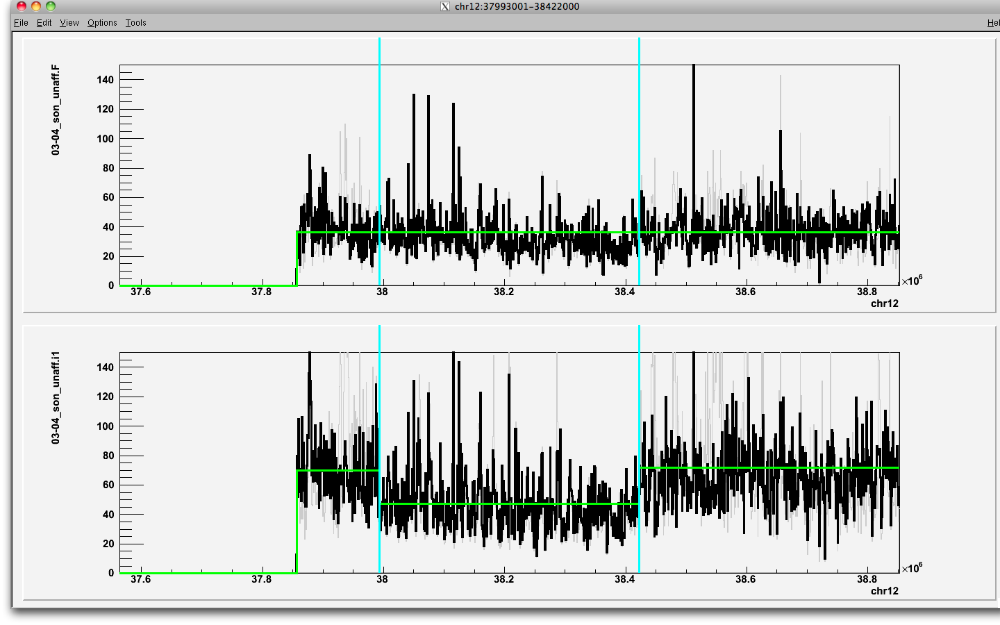 chr12:37993001-38422000
File Edit View Options Tools Hel
03-04_son_unaff.F
140
120
100
80
60
40
20
0
37.6 37.8 38 38.2 38.4 38.6 38.8 ×10⁶
chr12
03-04_son_unaff.i1
140
120
100
80
60
40
20
0
37.6 37.8 38 38.2 38.4 38.6 38.8 ×10⁶
chr12